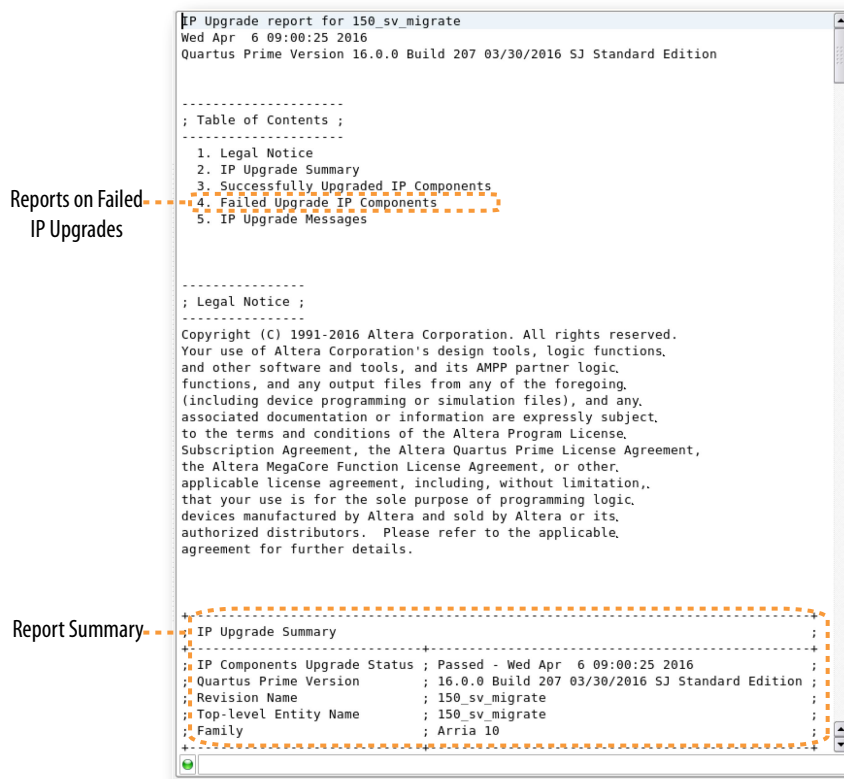 IP Upgrade report for 150_sv_migrate
Wed Apr  6 09:00:25 2016
Quartus Prime Version 16.0.0 Build 207 03/30/2016 SJ Standard Edition
---------------------
; Table of Contents ;
---------------------
  1. Legal Notice
  2. IP Upgrade Summary
  3. Successfully Upgraded IP Components
  4. Failed Upgrade IP Components
  5. IP Upgrade Messages
Reports on Failed
IP Upgrades
----------------
; Legal Notice ;
----------------
Copyright (C) 1991-2016 Altera Corporation. All rights reserved.
Your use of Altera Corporation's design tools, logic functions.
and other software and tools, and its AMPP partner logic.
functions, and any output files from any of the foregoing.
(including device programming or simulation files), and any.
associated documentation or information are expressly subject.
to the terms and conditions of the Altera Program License.
Subscription Agreement, the Altera Quartus Prime License Agreement,
the Altera MegaCore Function License Agreement, or other.
applicable license agreement, including, without limitation,.
that your use is for the sole purpose of programming logic.
devices manufactured by Altera and sold by Altera or its.
authorized distributors.  Please refer to the applicable.
agreement for further details.
Report Summary
; IP Upgrade Summary ;
; IP Components Upgrade Status ; Passed - Wed Apr  6 09:00:25 2016 ;
; Quartus Prime Version ; 16.0.0 Build 207 03/30/2016 SJ Standard Edition ;
; Revision Name ; 150_sv_migrate ;
; Top-level Entity Name ; 150_sv_migrate ;
; Family ; Arria 10 ;